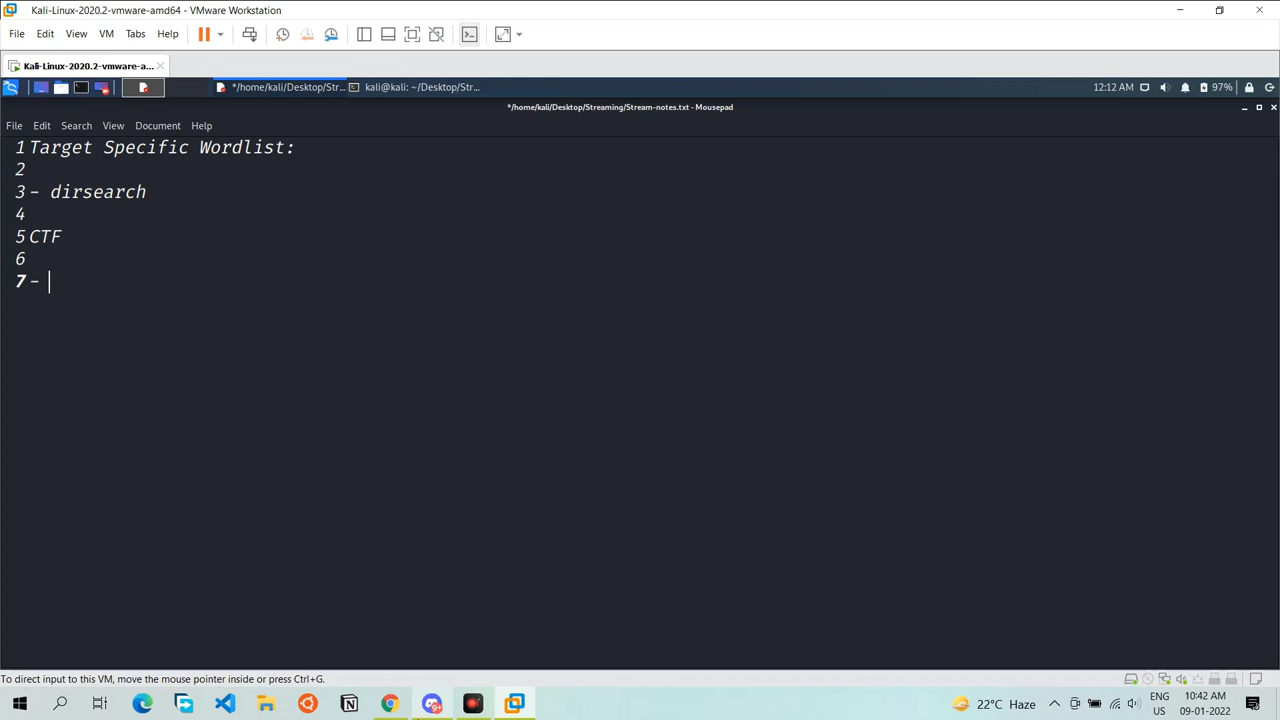 Kali-Linux-2020.2-vmware-amd64 - VMware Workstation
File Edit View VM Tabs Help
Kali-Linux-2020.2-vmware-a...
*/home/kali/Desktop/Str... kali@kali: ~/Desktop/Str... 12:12 AM 97%
*/home/kali/Desktop/Streaming/Stream-notes.txt - Mousepad
File Edit Search View Document Help
1 Target Specific Wordlist:
2
3 - dirsearch
4
5 CTF
6
7 -
To direct input to this VM, move the mouse pointer inside or press Ctrl+G.
9+ 22°C Haze ENG US 10:42 AM 09-01-2022